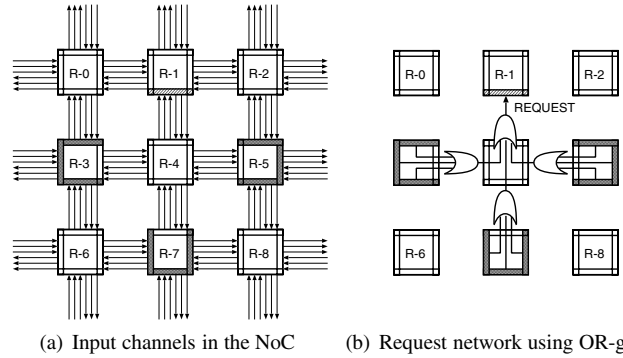 R-0 R-1 R-2
R-3 R-4 R-5
R-6 R-7 R-8
R-0 R-1 R-2
REQUEST
R-6 R-8
(a) Input channels in the NoC
(b) Request network using OR-g